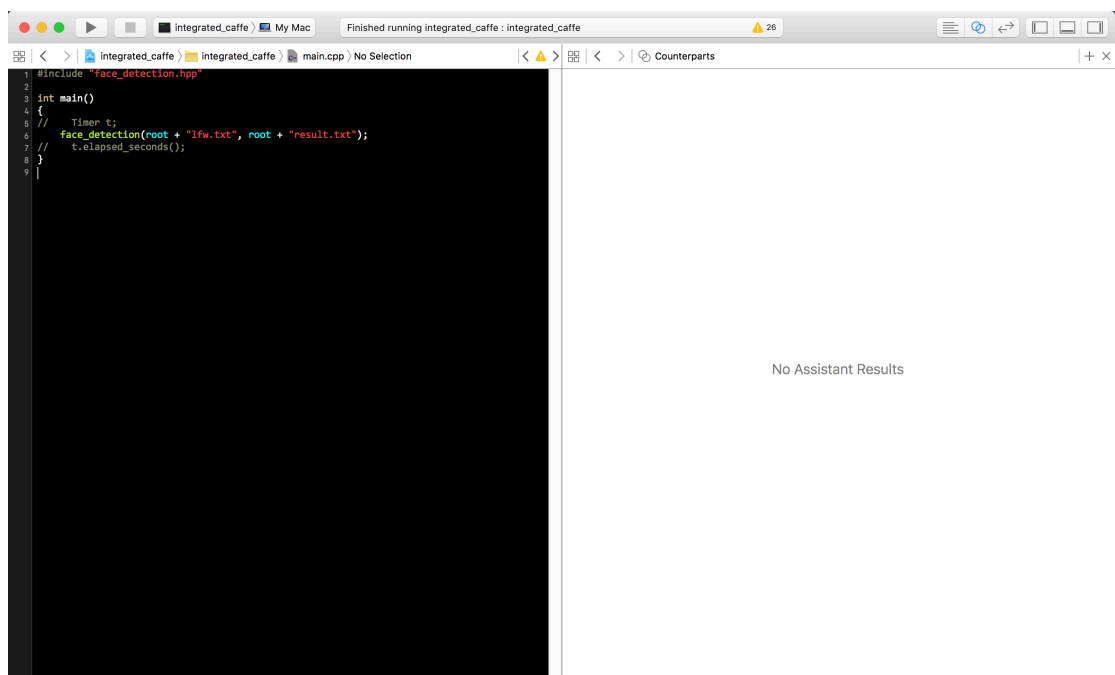 integrated_caffe 〉 My Mac
Finished running integrated_caffe : integrated_caffe
26
integrated_caffe 〉 integrated_caffe 〉 main.cpp 〉 No Selection
Counterparts
1 #include "face_detection.hpp"
2
3 int main()
4 {
5 //    Timer t;
6     face_detection(root + "lfw.txt", root + "result.txt");
7 //    t.elapsed_seconds();
8 }
9
No Assistant Results